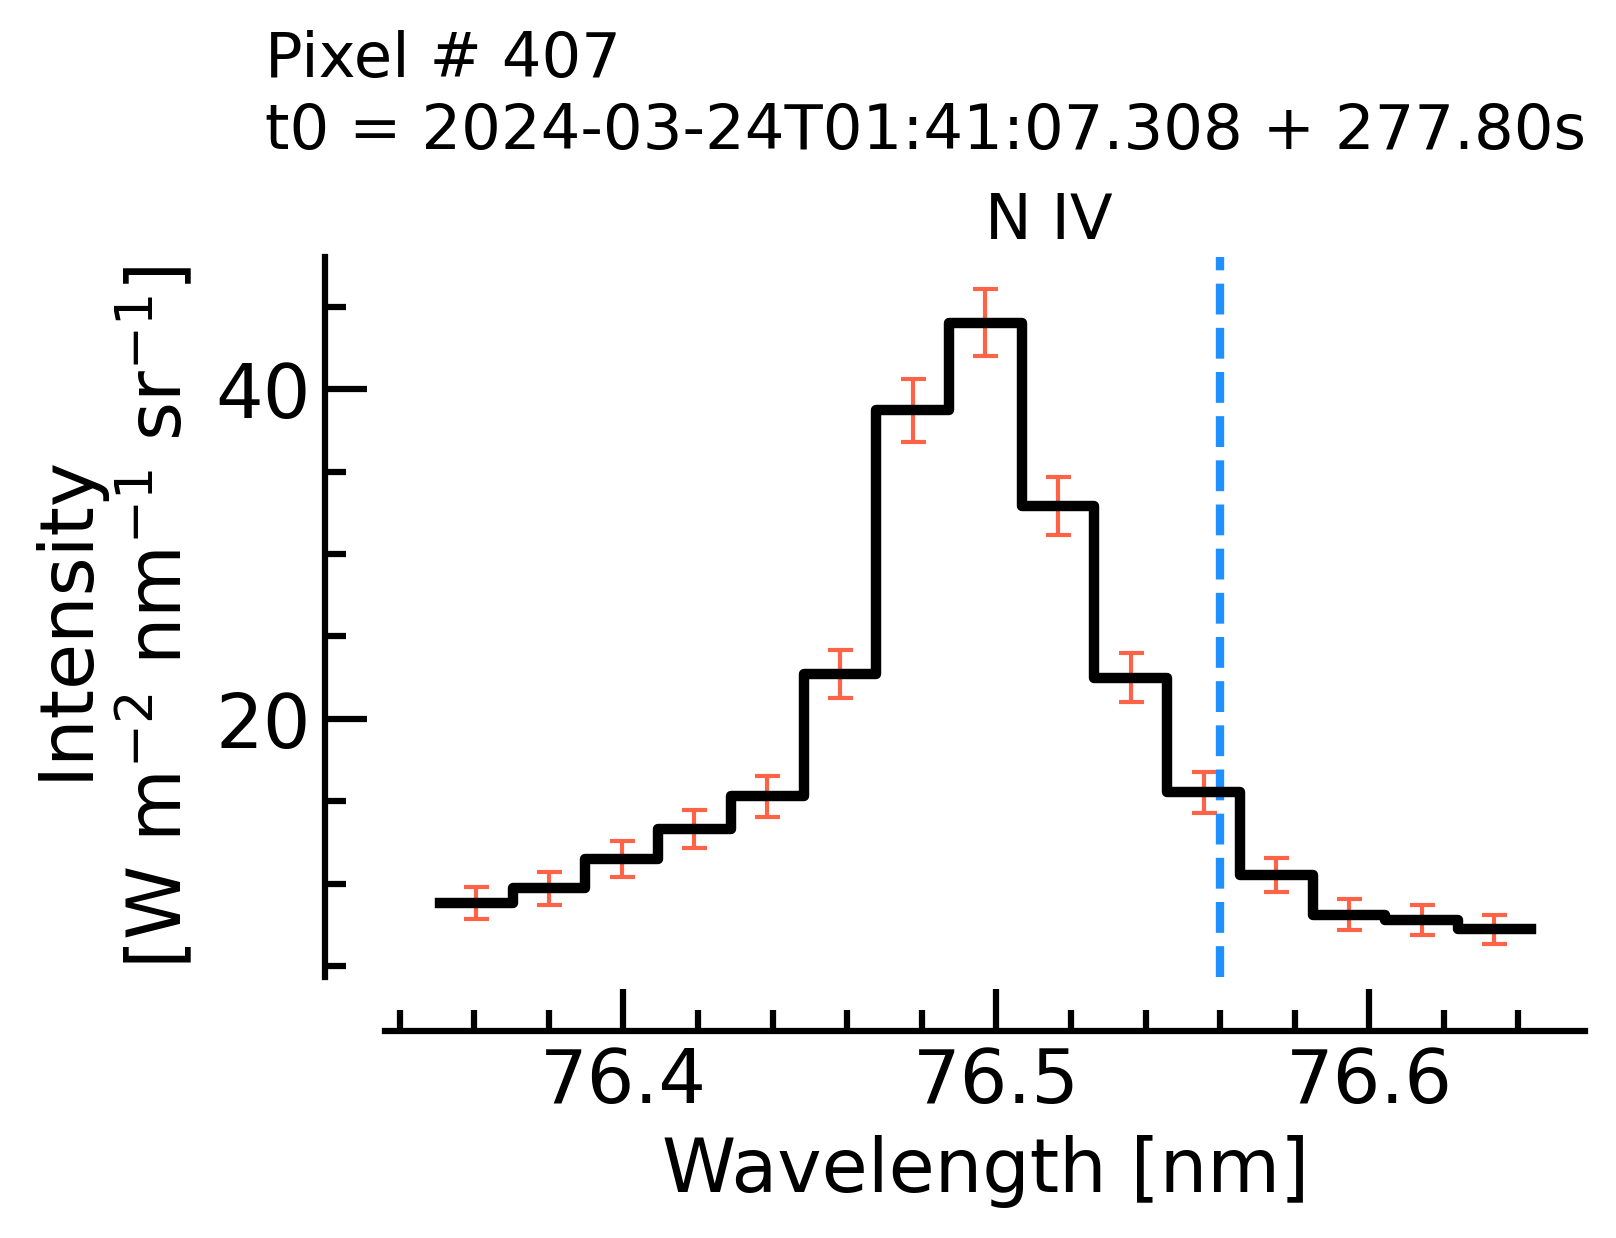 Pixel # 407
t0 = 2024-03-24T01:41:07.308 + 277.80s
N IV
Intensity
[W m⁻² nm⁻¹ sr⁻¹]
40
20
76.4 76.5 76.6
Wavelength [nm]